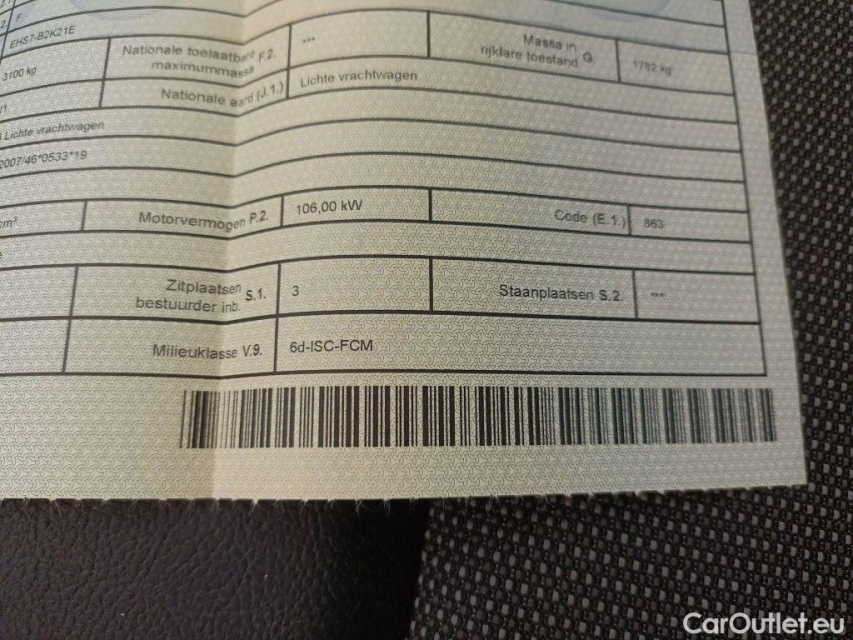 F
EHS7-B2K21E
3100 kg
Nationale toelaatbare F.2.
maximummassa
---
Massa in G.
rijklare toestand
1782 kg
Nationale aard (J.1.)
Lichte vrachtwagen
Lichte vrachtwagen
2007/46*0533*19
cm³
Motorvermogen P.2.
106,00 kW
Code (E.1.)
863
Zitplaatsen S.1.
bestuurder inb.
3
Staanplaatsen S.2.
---
Milieuklasse V.9.
6d-ISC-FCM
CarOutlet.eu